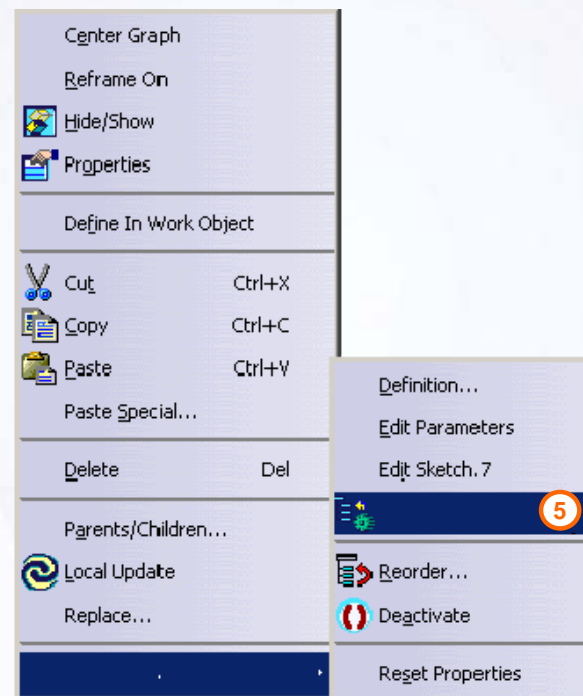 Center Graph
Reframe On
Hide/Show
Properties
Define In Work Object
Cut Ctrl+X
Copy Ctrl+C
Paste Ctrl+V
Paste Special...
Delete Del
Parents/Children...
Local Update
Replace...
Definition...
Edit Parameters
Edit Sketch.7
5
Reorder...
Deactivate
Reset Properties